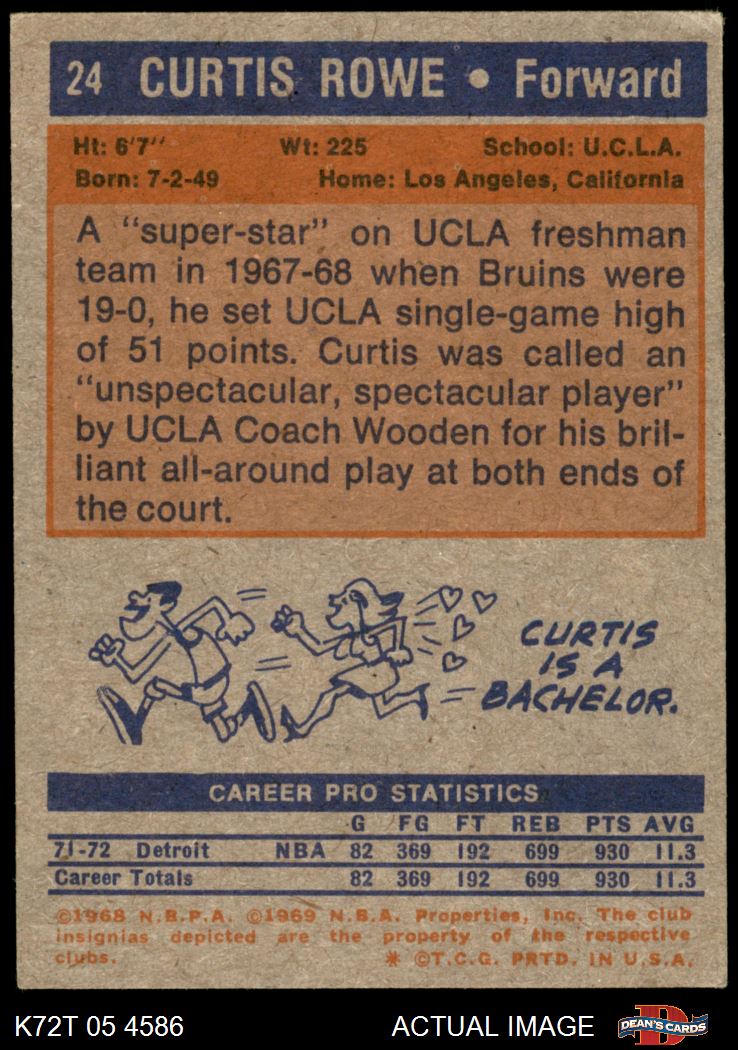 24 CURTIS ROWE • Forward
Ht: 6'7'' Wt: 225 School: U.C.L.A.
Born: 7-2-49 Home: Los Angeles, California
A "super-star" on UCLA freshman
team in 1967-68 when Bruins were
19-0, he set UCLA single-game high
of 51 points. Curtis was called an
"unspectacular, spectacular player"
by UCLA Coach Wooden for his bril-
liant all-around play at both ends of
the court.
CURTIS
IS A
BACHELOR.
CAREER PRO STATISTICS
G FG FT REB PTS AVG
71-72 Detroit NBA 82 369 192 699 930 11.3
Career Totals 82 369 192 699 930 11.3
©1968 N.B.P.A. ©1969 N.B.A. Properties, Inc. The club
insignias depicted are the property of the respective
clubs. * ©T.C.G. PRTD. IN U.S.A.
K72T 05 4586 ACTUAL IMAGE D DEAN'S CARDS